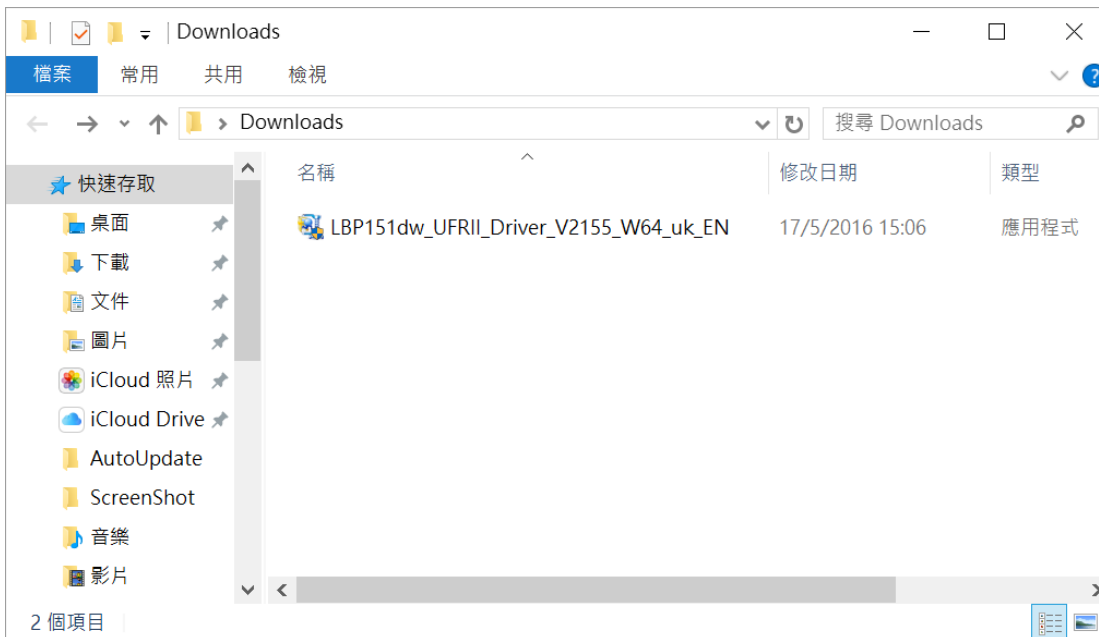 Downloads
檔案 常用 共用 檢視
Downloads 搜尋 Downloads
名稱 修改日期 類型
快速存取
桌面
下載
文件
圖片
iCloud 照片
iCloud Drive
AutoUpdate
ScreenShot
音樂
影片
LBP151dw_UFRII_Driver_V2155_W64_uk_EN 17/5/2016 15:06 應用程式
2 個項目